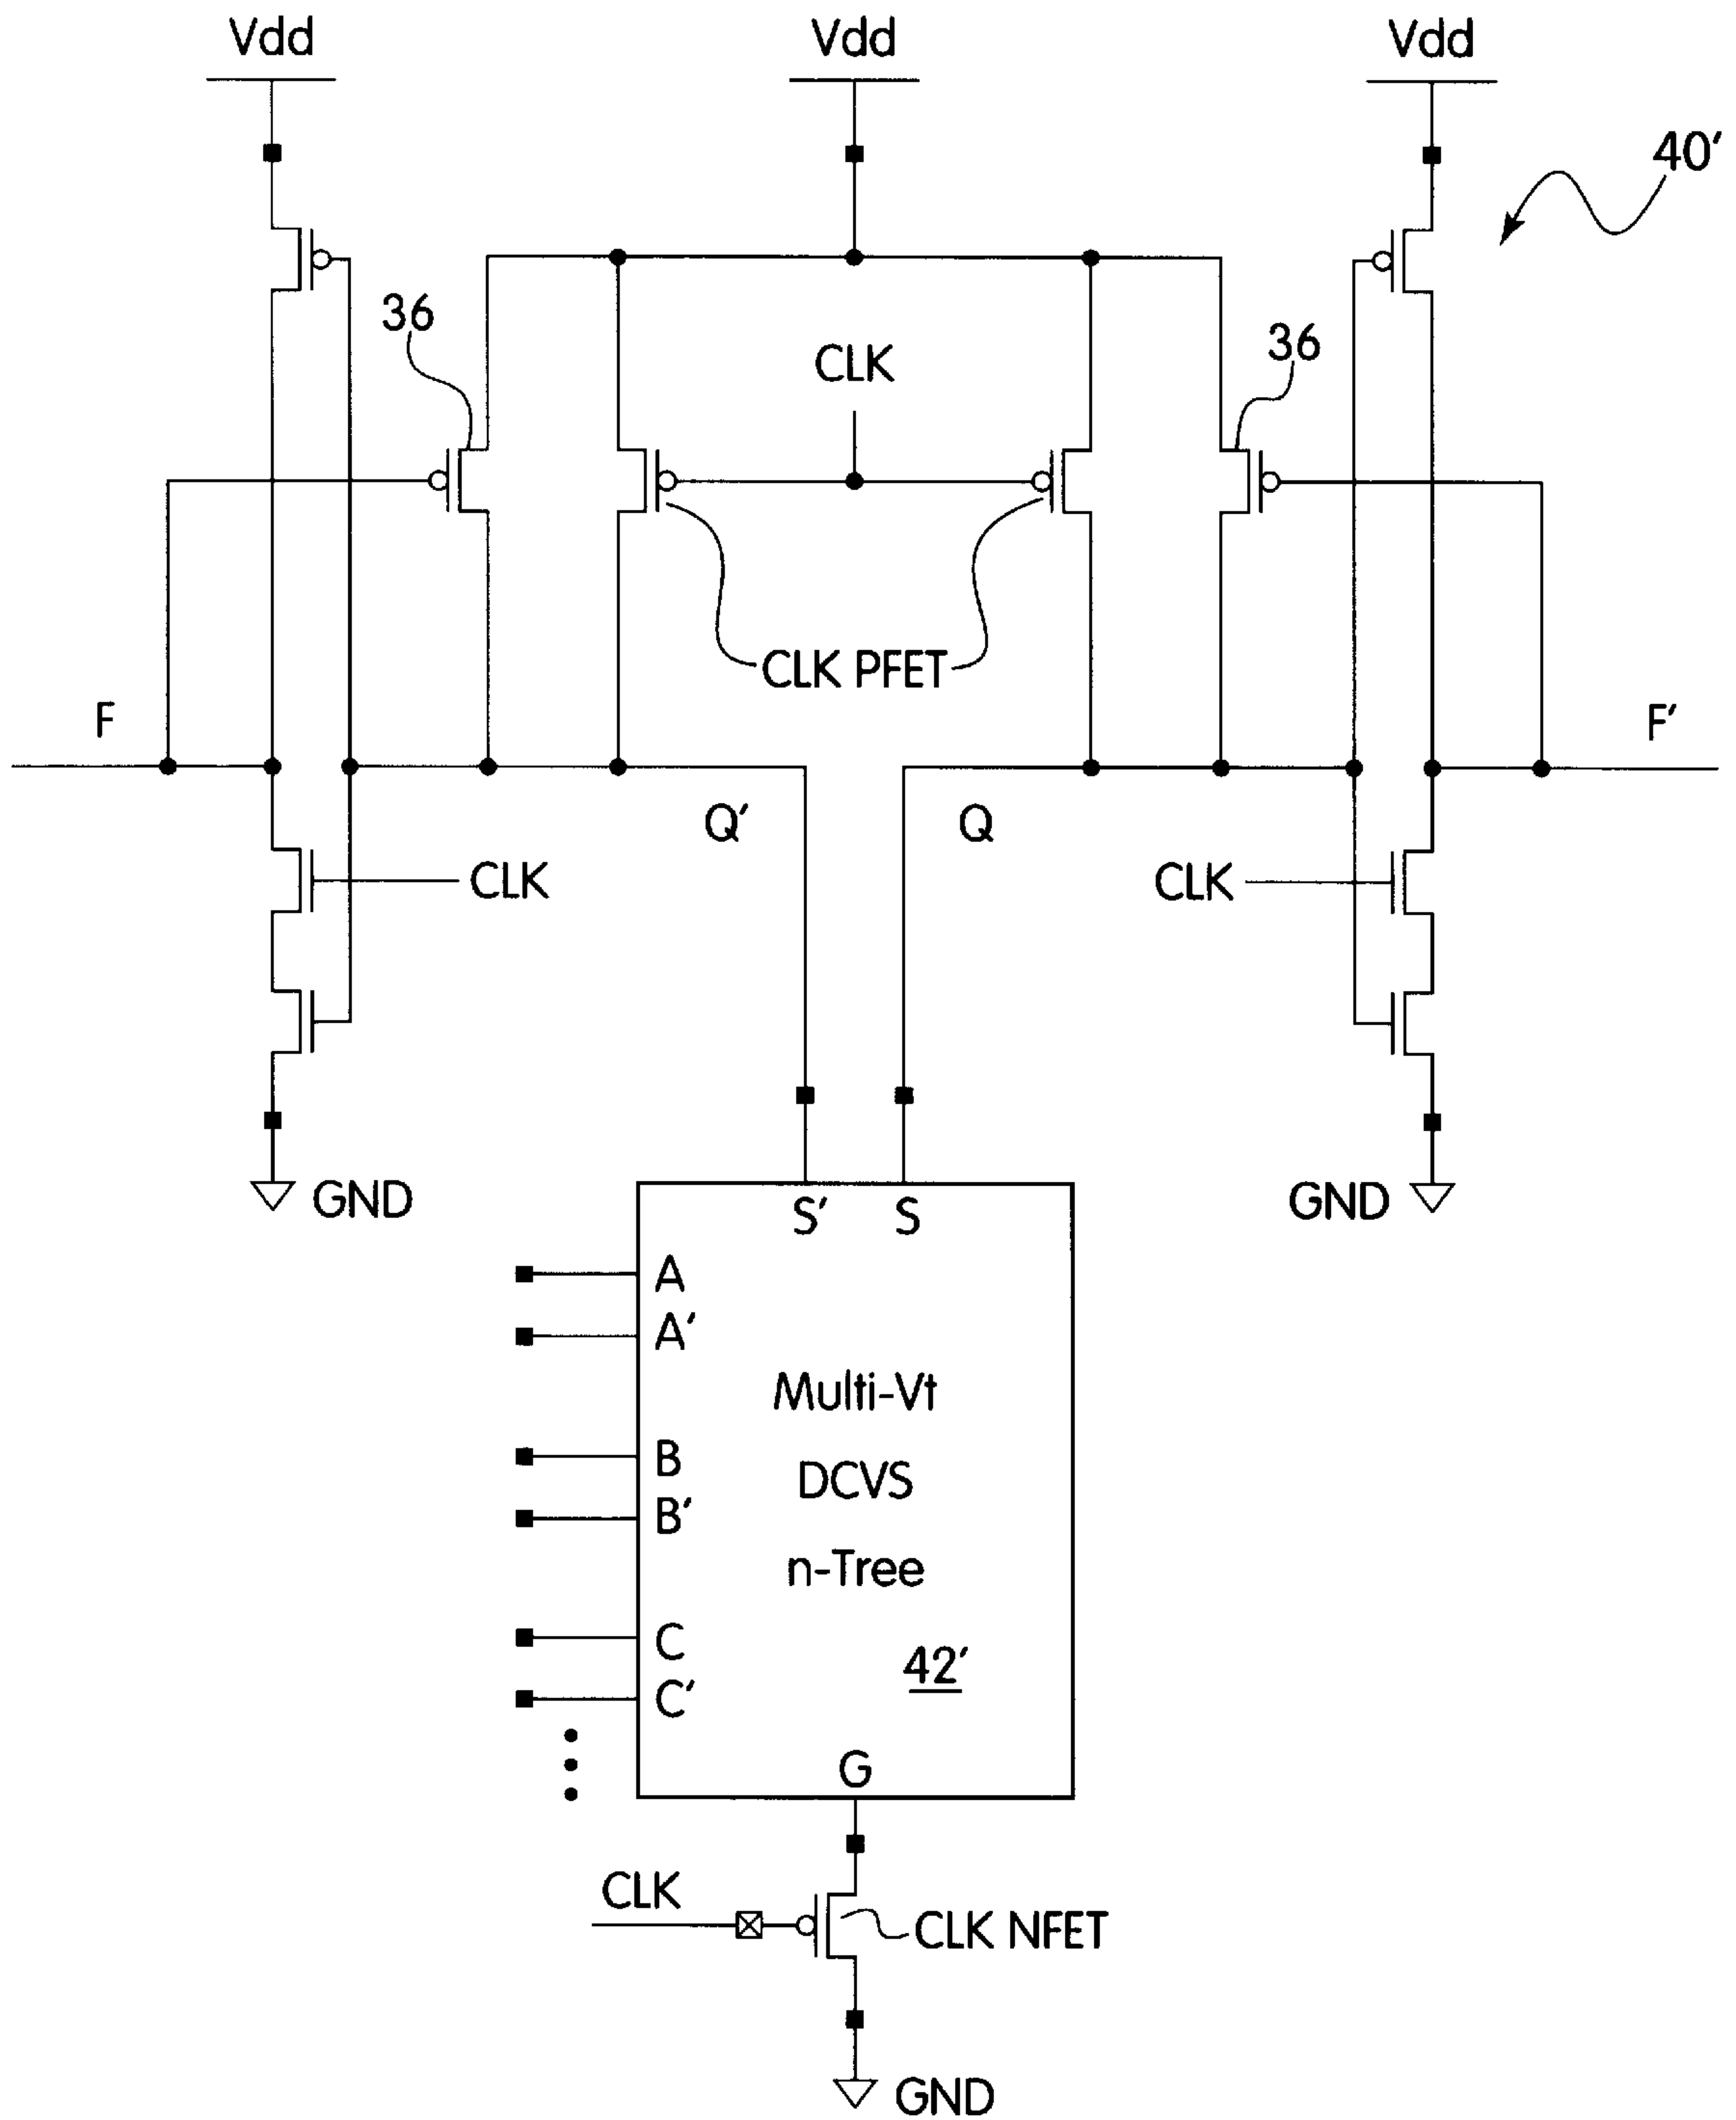 Vdd
Vdd
Vdd
40'
36
36
CLK
CLK PFET
F
F'
Q'
Q
CLK
CLK
GND
GND
S'
S
A
A'
Multi-Vt
B
DCVS
B'
n-Tree
C
42'
C'
G
CLK
CLK NFET
GND